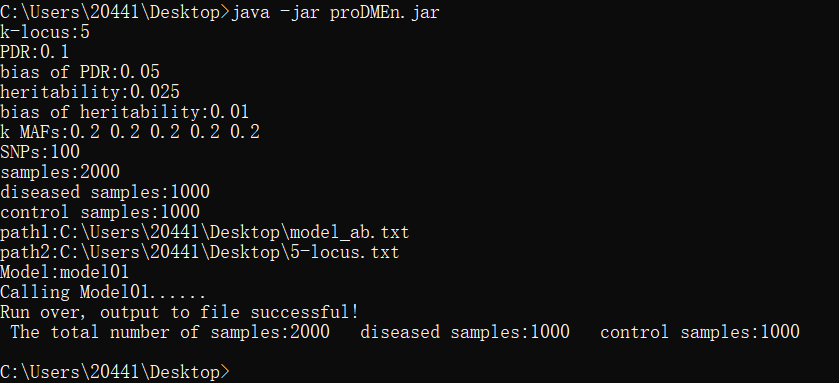 C:\Users\20441\Desktop>java -jar proDMEn.jar
k-locus:5
PDR:0.1
bias of PDR:0.05
heritability:0.025
bias of heritability:0.01
k MAFs:0.2 0.2 0.2 0.2 0.2
SNPs:100
samples:2000
diseased samples:1000
control samples:1000
path1:C:\Users\20441\Desktop\model_ab.txt
path2:C:\Users\20441\Desktop\5-locus.txt
Model:model01
Calling Model01......
Run over, output to file successful!
The total number of samples:2000   diseased samples:1000   control samples:1000
C:\Users\20441\Desktop>